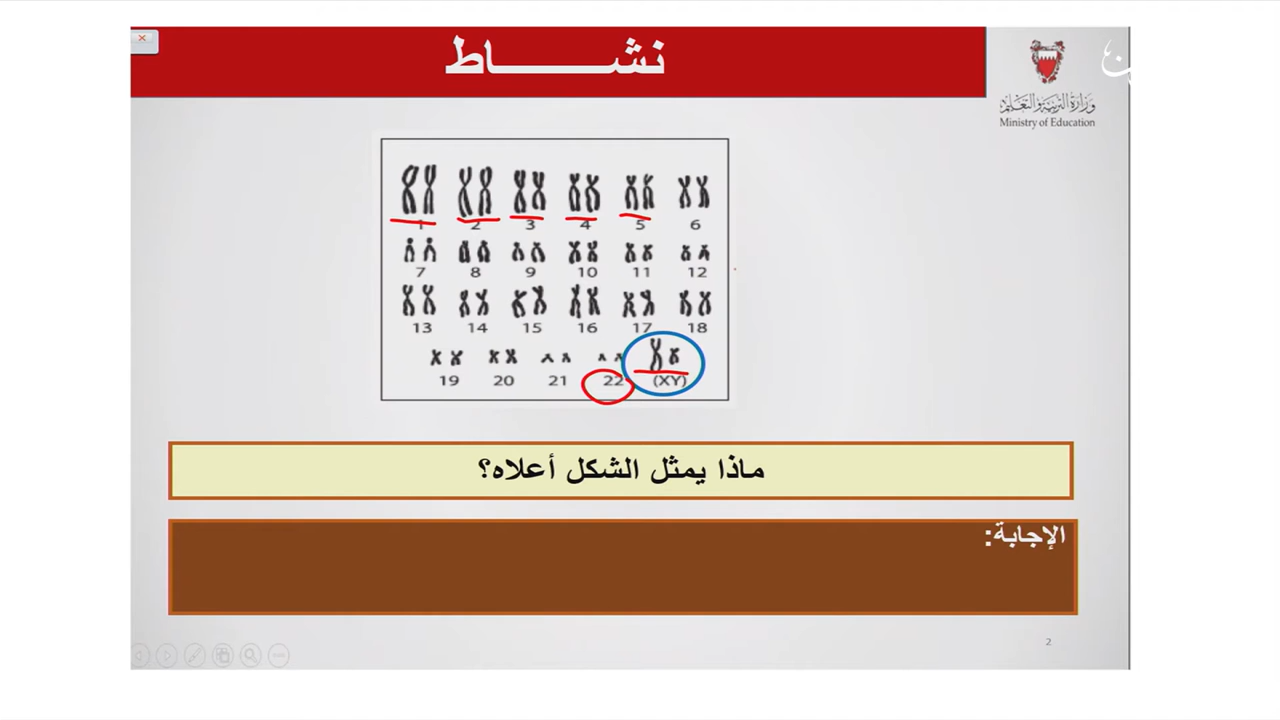 نشــــــــــاط
وزارة التربية والتعليم
Ministry of Education
1 2 3 4 5 6
7 8 9 10 11 12
13 14 15 16 17 18
19 20 21 22 (XY)
ماذا يمثل الشكل أعلاه؟
الإجابة:
2